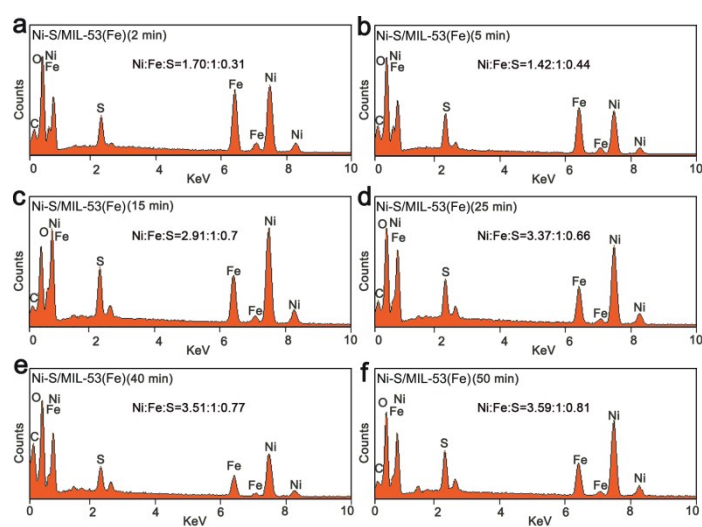 a
Ni-S/MIL-53(Fe)(2 min)
Ni:Fe:S=1.70:1:0.31
O Ni
Fe
C
S
Fe
Fe
Ni
Ni
Counts
0 2 4 6 8 10
KeV
b
Ni-S/MIL-53(Fe)(5 min)
Ni:Fe:S=1.42:1:0.44
O Ni
Fe
C
S
Fe
Fe
Ni
Ni
Counts
0 2 4 6 8 10
KeV
c
Ni-S/MIL-53(Fe)(15 min)
Ni:Fe:S=2.91:1:0.7
O Ni
Fe
C
S
Fe
Fe
Ni
Ni
Counts
0 2 4 6 8 10
KeV
d
Ni-S/MIL-53(Fe)(25 min)
Ni:Fe:S=3.37:1:0.66
O Ni
Fe
C
S
Fe
Fe
Ni
Ni
Counts
0 2 4 6 8 10
KeV
e
Ni-S/MIL-53(Fe)(40 min)
Ni:Fe:S=3.51:1:0.77
O Ni
Fe
C
S
Fe
Fe
Ni
Ni
Counts
0 2 4 6 8 10
KeV
f
Ni-S/MIL-53(Fe)(50 min)
Ni:Fe:S=3.59:1:0.81
O Ni
Fe
C
S
Fe
Fe
Ni
Ni
Counts
0 2 4 6 8 10
KeV